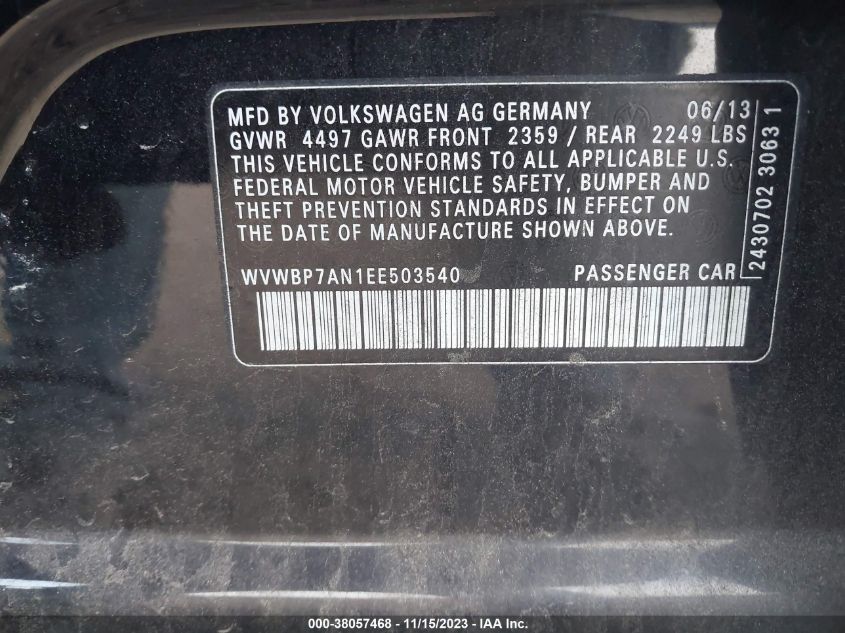 MFD BY VOLKSWAGEN AG GERMANY 06/13
GVWR 4497 GAWR FRONT 2359 / REAR 2249 LBS
THIS VEHICLE CONFORMS TO ALL APPLICABLE U.S.
FEDERAL MOTOR VEHICLE SAFETY, BUMPER AND
THEFT PREVENTION STANDARDS IN EFFECT ON
THE DATE OF MANUFACTURE SHOWN ABOVE.
WVWBP7AN1EE503540 PASSENGER CAR
2430702 3063 1
000-38057468 - 11/15/2023 - IAA Inc.